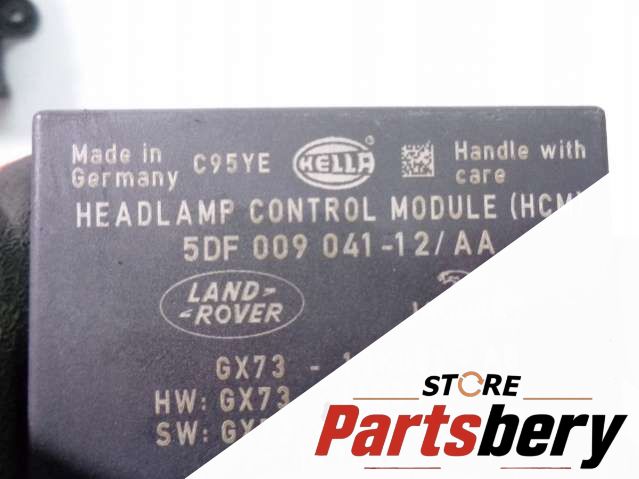 Made in Germany C95YE HELLA Handle with care
HEADLAMP CONTROL MODULE (HCM)
5DF 009 041-12/AA
LAND-
-ROVER
GX73 -
HW: GX73
SW:
STORE
Partsbery